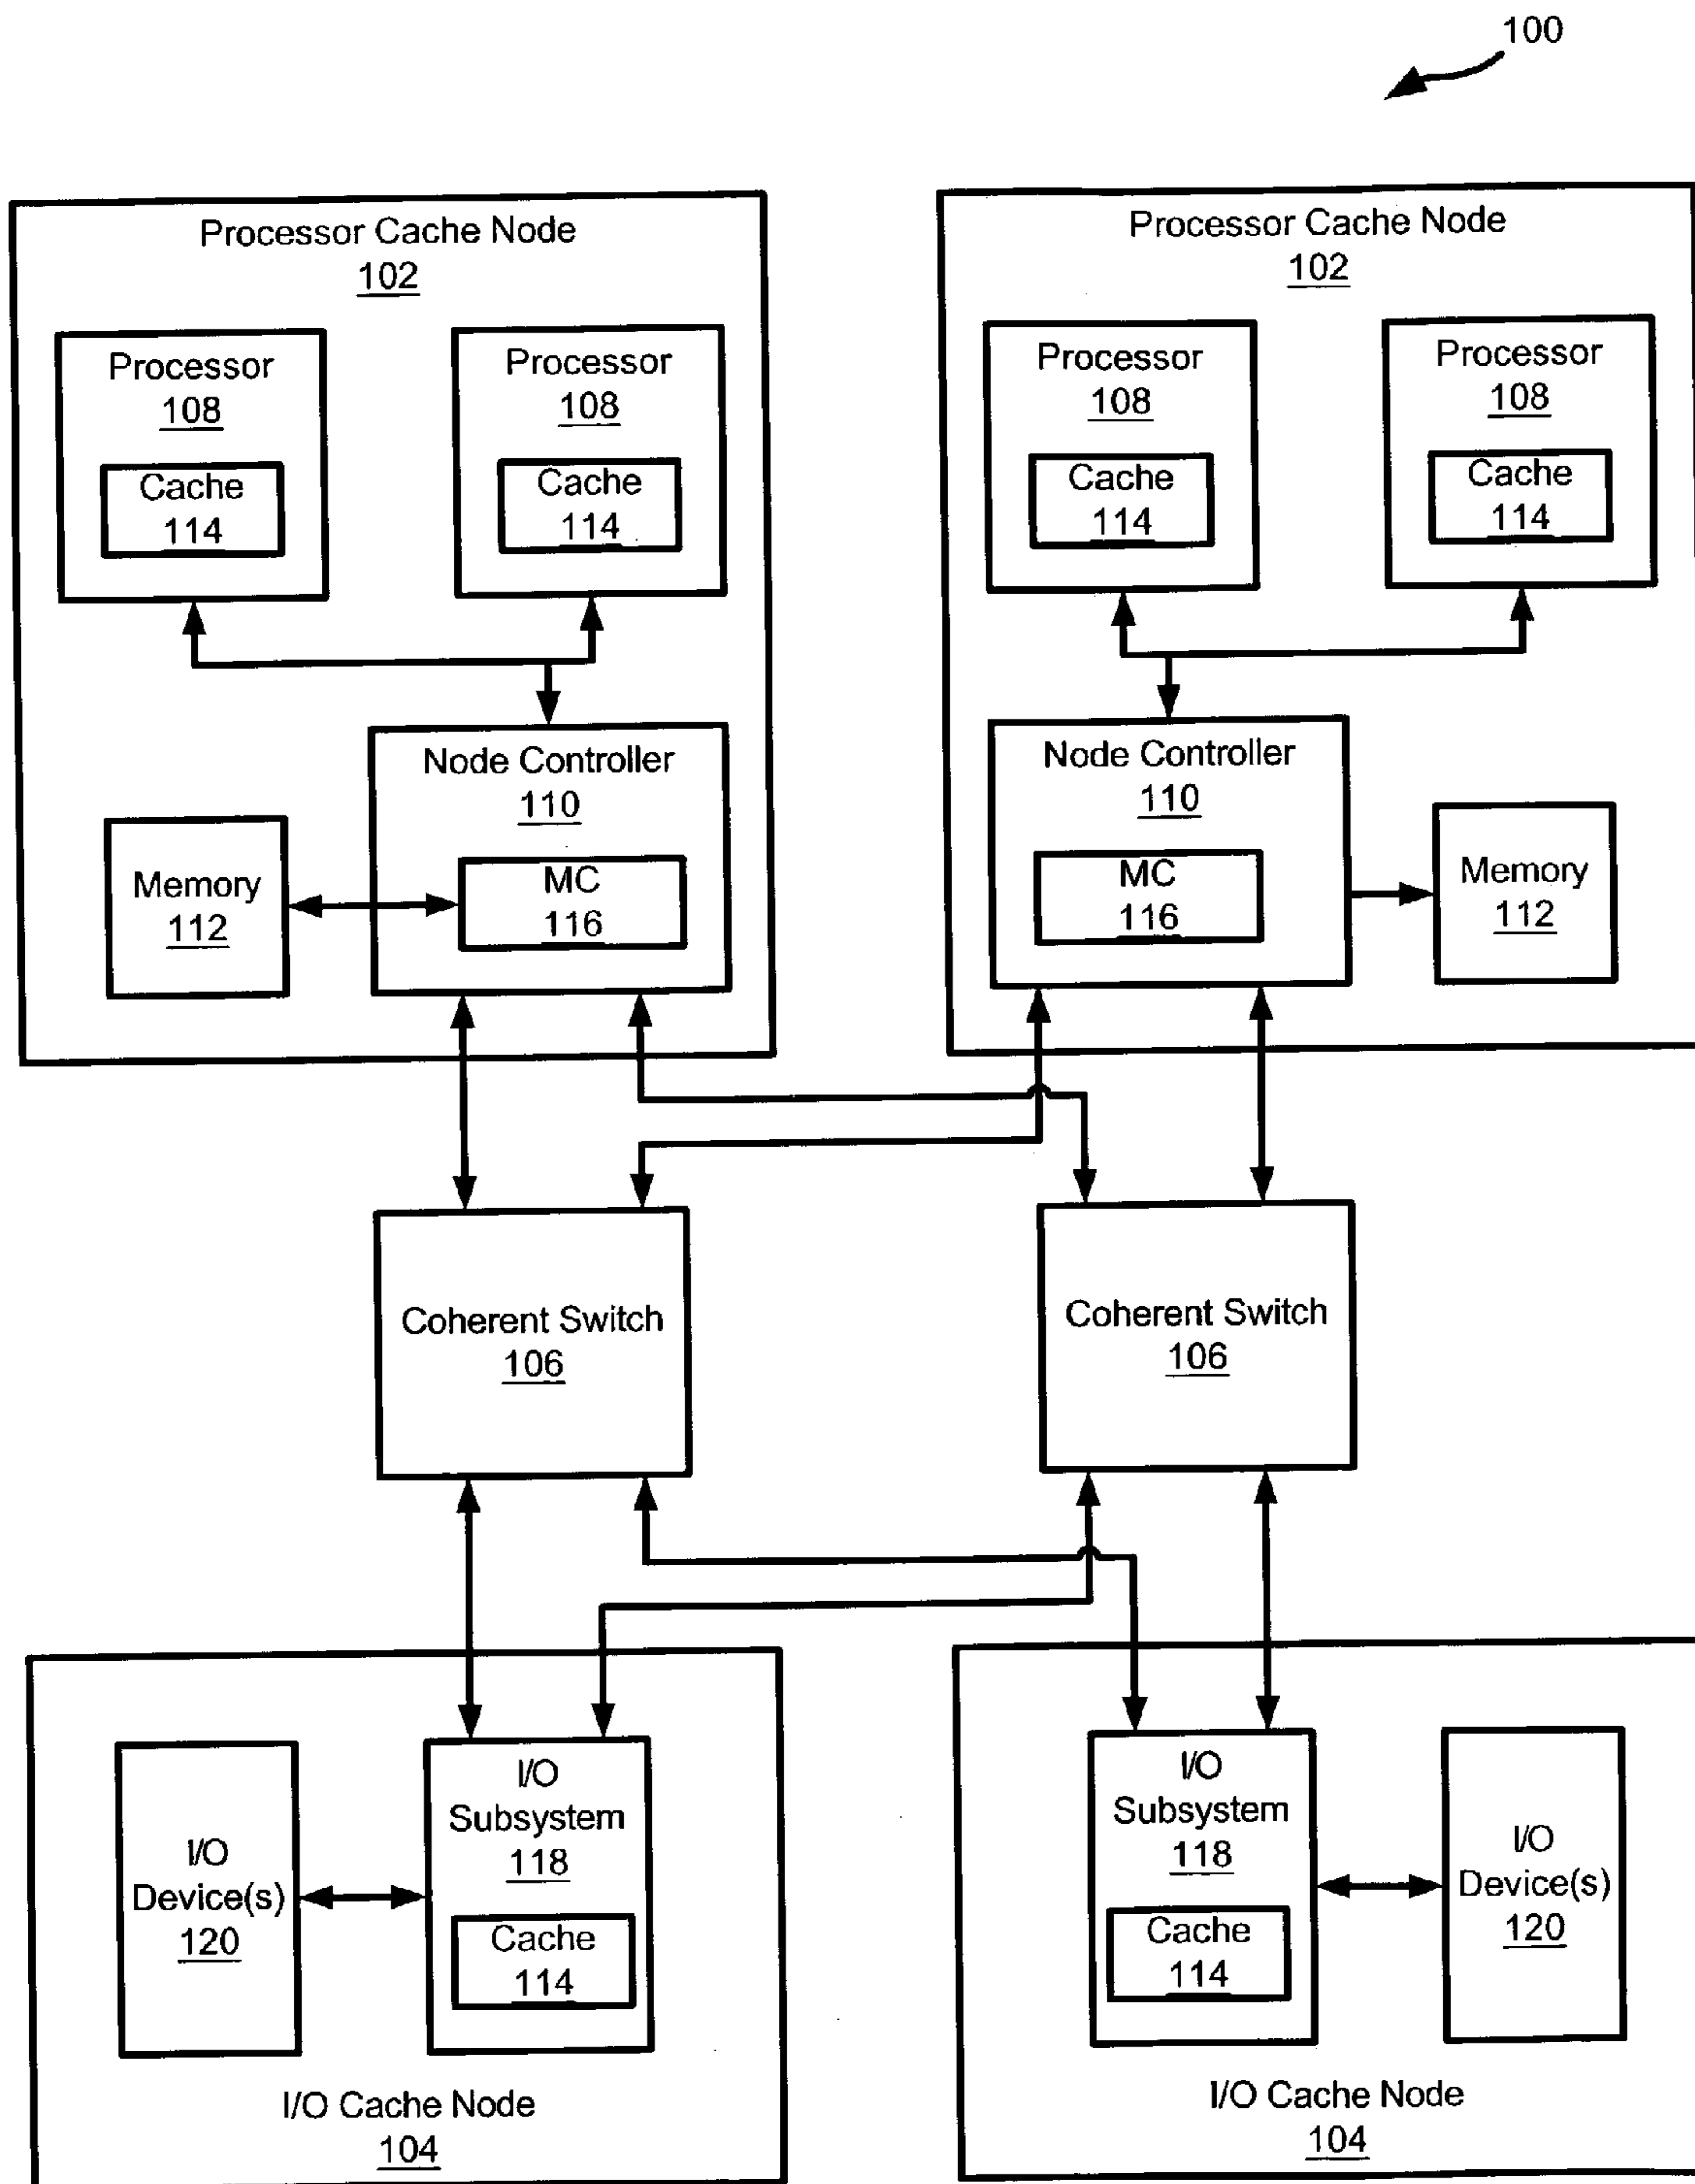 100
Processor Cache Node
102
Processor
108
Cache
114
Processor
108
Cache
114
Node Controller
110
MC
116
Memory
112
Processor Cache Node
102
Processor
108
Cache
114
Processor
108
Cache
114
Node Controller
110
MC
116
Memory
112
Coherent Switch
106
Coherent Switch
106
I/O
Device(s)
120
I/O
Subsystem
118
Cache
114
I/O Cache Node
104
I/O
Subsystem
118
Cache
114
I/O
Device(s)
120
I/O Cache Node
104